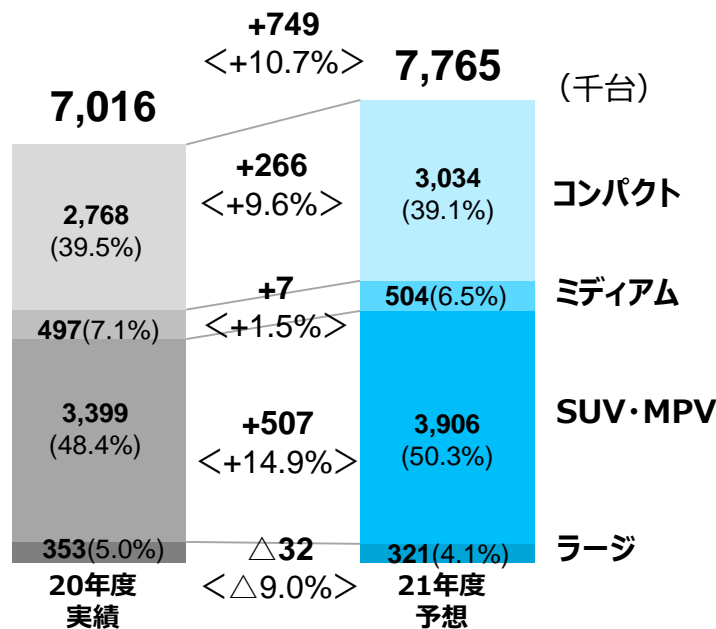 +749
＜+10.7%＞
7,016
7,765
（千台）
2,768
(39.5%)
+266
＜+9.6%＞
3,034
(39.1%)
コンパクト
497(7.1%)
+7
＜+1.5%＞
504(6.5%)
ミディアム
3,399
(48.4%)
+507
＜+14.9%＞
3,906
(50.3%)
SUV・MPV
353(5.0%)
△32
＜△9.0%＞
321(4.1%)
ラージ
20年度
実績
21年度
予想